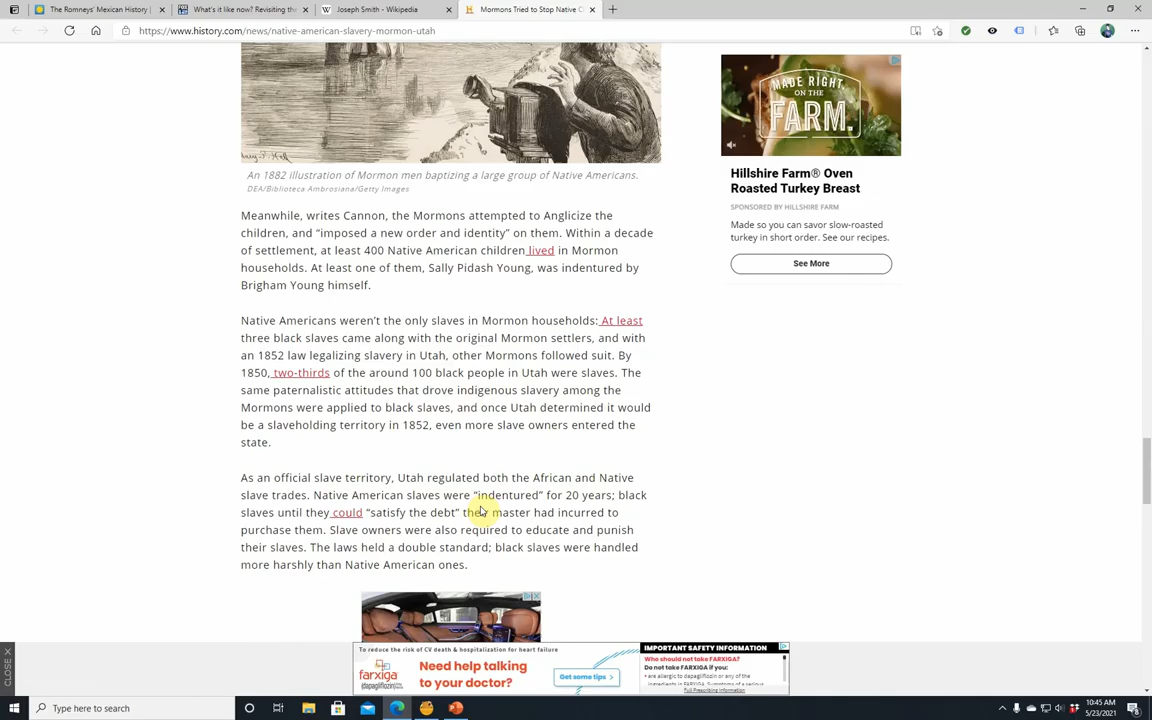 The Romneys' Mexican History |
What's it like now? Revisiting the
Joseph Smith - Wikipedia
Mormons Tried to Stop Native C
https://www.history.com/news/native-american-slavery-mormon-utah
An 1882 illustration of Mormon men baptizing a large group of Native Americans.
DEA/Biblioteca Ambrosiana/Getty Images
Meanwhile, writes Cannon, the Mormons attempted to Anglicize the
children, and “imposed a new order and identity” on them. Within a decade
of settlement, at least 400 Native American children lived in Mormon
households. At least one of them, Sally Pidash Young, was indentured by
Brigham Young himself.
Native Americans weren’t the only slaves in Mormon households: At least
three black slaves came along with the original Mormon settlers, and with
an 1852 law legalizing slavery in Utah, other Mormons followed suit. By
1850, two-thirds of the around 100 black people in Utah were slaves. The
same paternalistic attitudes that drove indigenous slavery among the
Mormons were applied to black slaves, and once Utah determined it would
be a slaveholding territory in 1852, even more slave owners entered the
state.
As an official slave territory, Utah regulated both the African and Native
slave trades. Native American slaves were “indentured” for 20 years; black
slaves until they could “satisfy the debt” their master had incurred to
purchase them. Slave owners were also required to educate and punish
their slaves. The laws held a double standard; black slaves were handled
more harshly than Native American ones.
MADE RIGHT
ON THE
FARM.
Hillshire Farm® Oven
Roasted Turkey Breast
SPONSORED BY HILLSHIRE FARM
Made so you can savor slow-roasted
turkey in short order. See our recipes.
See More
CLOSE X
To reduce the risk of CV death & hospitalization for heart failure
farxiga
(dapagliflozin)
Need help talking
to your doctor?
Get some tips >
IMPORTANT SAFETY INFORMATION
Who should not take FARXIGA?
Do not take FARXIGA if you:
• are allergic to dapagliflozin or any of the
Full Prescribing Information
Type here to search
10:45 AM
5/23/2021